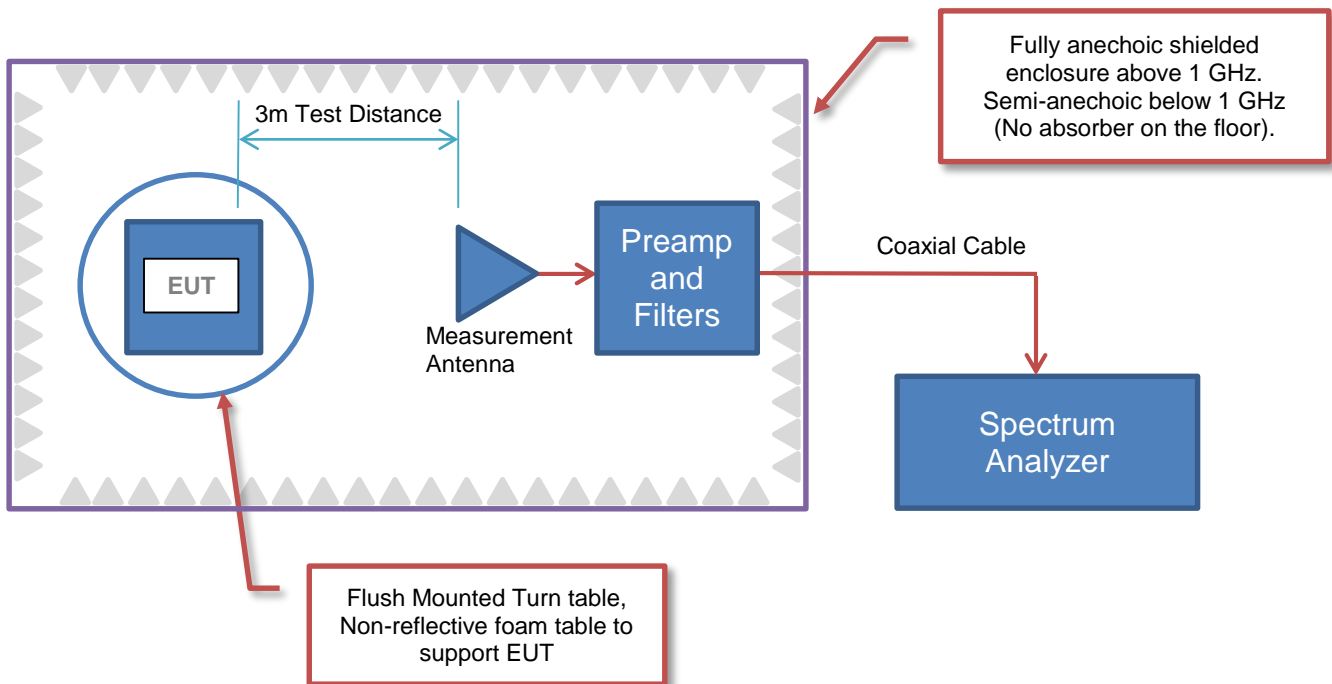 Fully anechoic shielded
enclosure above 1 GHz.
Semi-anechoic below 1 GHz
(No absorber on the floor).
3m Test Distance
EUT
Measurement
Antenna
Preamp
and
Filters
Coaxial Cable
Spectrum
Analyzer
Flush Mounted Turn table,
Non-reflective foam table to
support EUT